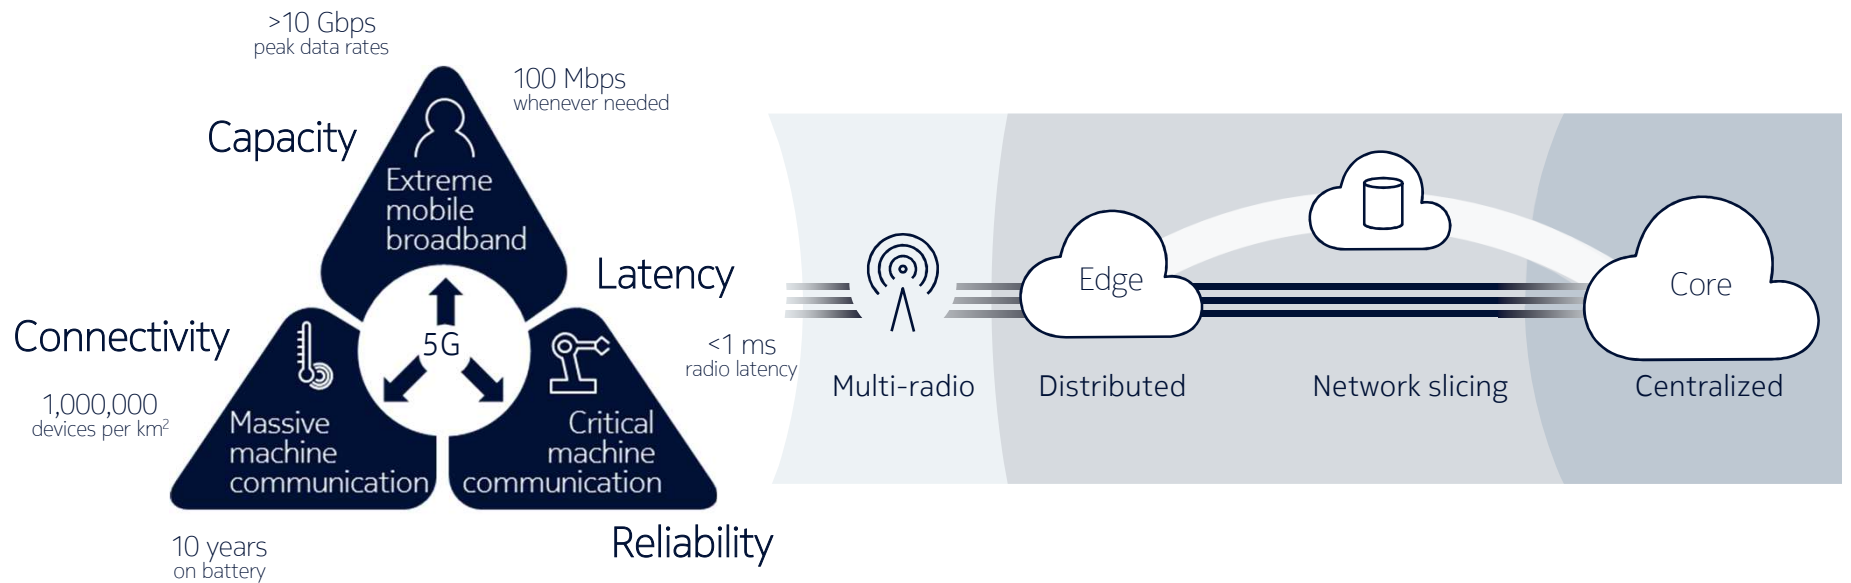 >10 Gbps
peak data rates
100 Mbps
whenever needed
Capacity
Extreme
mobile
broadband
Latency
<1 ms
radio latency
Connectivity
1,000,000
devices per km²
5G
Massive
machine
communication
Critical
machine
communication
10 years
on battery
Reliability
Multi-radio
Edge
Distributed
Network slicing
Core
Centralized